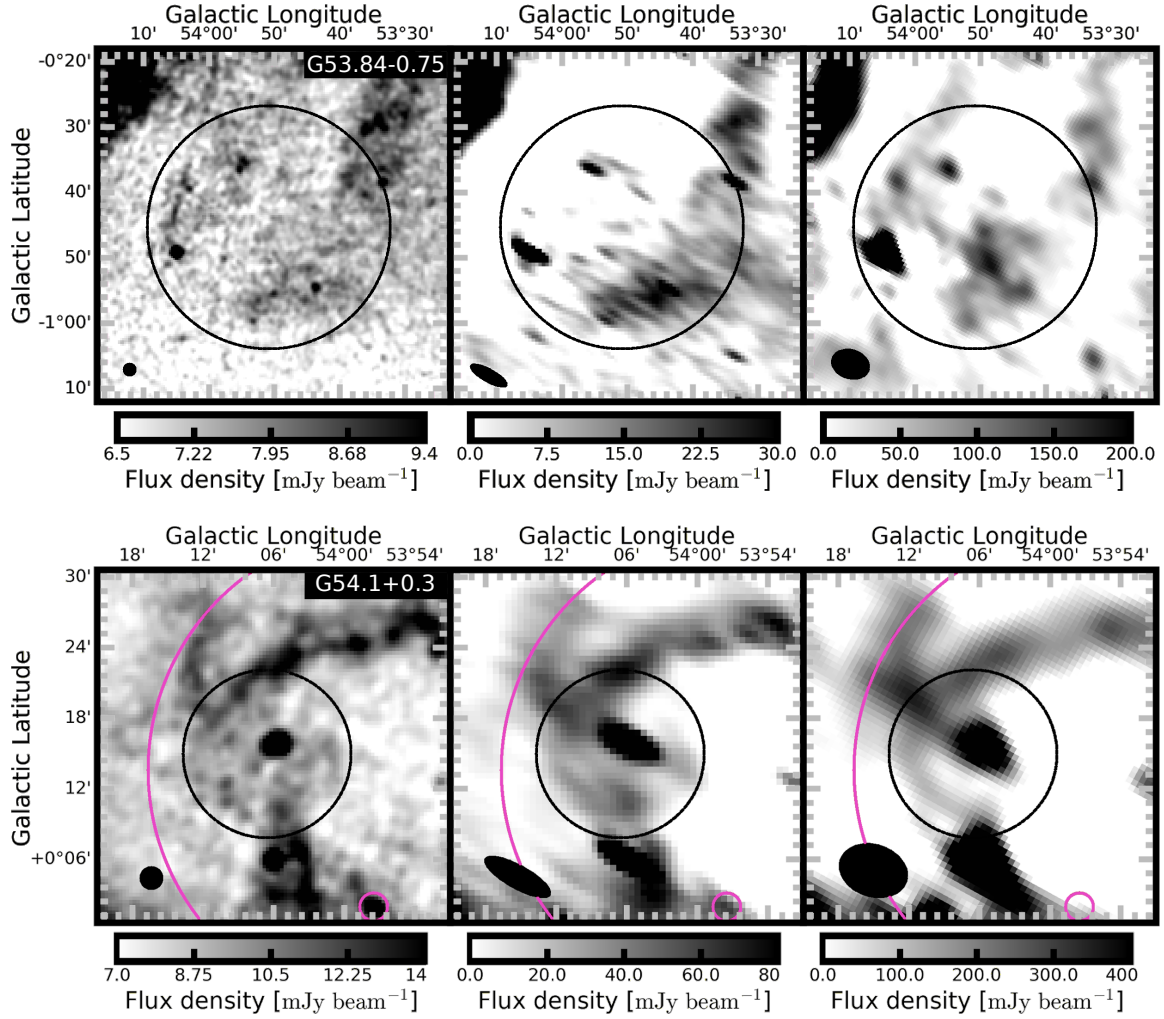 Galactic Longitude Galactic Longitude Galactic Longitude
10' 54°00' 50' 40' 53°30' 10' 54°00' 50' 40' 53°30' 10' 54°00' 50' 40' 53°30'
G53.84-0.75
-0°20'
30'
40'
50'
-1°00'
10'
Galactic Latitude
6.5 7.22 7.95 8.68 9.4 0.0 7.5 15.0 22.5 30.0 0.0 50.0 100.0 150.0 200.0
Flux density [mJy beam⁻¹] Flux density [mJy beam⁻¹] Flux density [mJy beam⁻¹]
Galactic Longitude Galactic Longitude Galactic Longitude
18' 12' 06' 54°00' 53°54' 18' 12' 06' 54°00' 53°54' 18' 12' 06' 54°00' 53°54'
G54.1+0.3
30'
24'
18'
12'
+0°06'
Galactic Latitude
7.0 8.75 10.5 12.25 14 0.0 20.0 40.0 60.0 80 0.0 100.0 200.0 300.0 400
Flux density [mJy beam⁻¹] Flux density [mJy beam⁻¹] Flux density [mJy beam⁻¹]